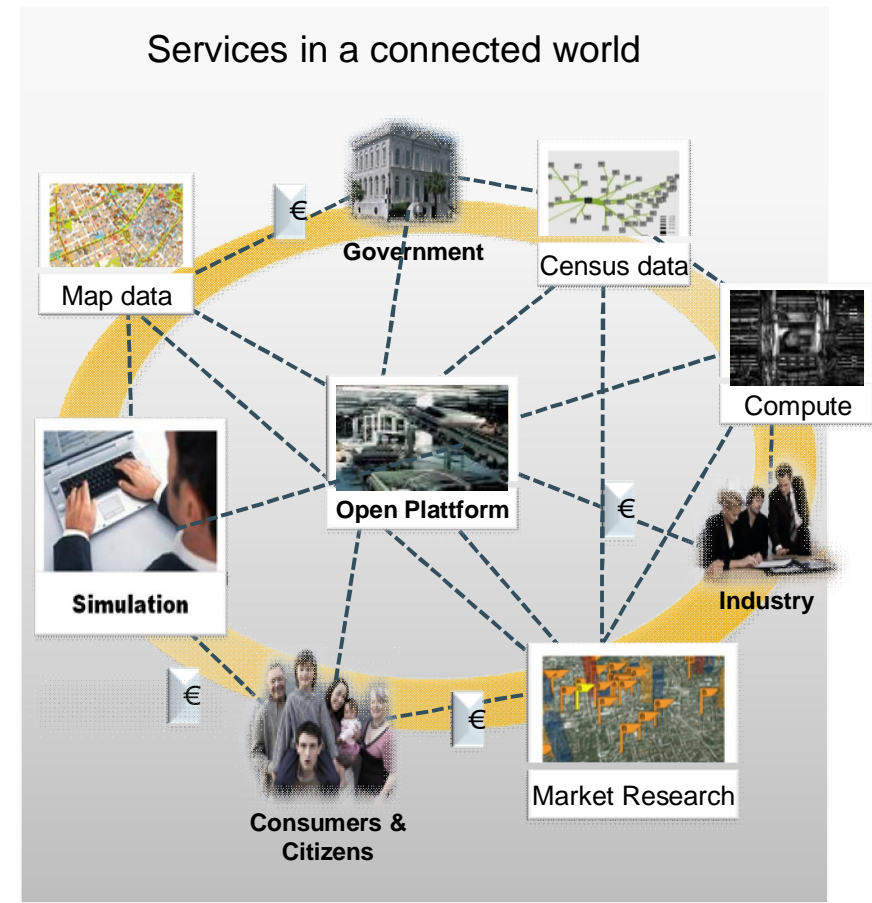 Services in a connected world
€
Government
Map data
Census data
Compute
Open Plattform
€
Simulation
Industry
€
€
Market Research
Consumers &
Citizens